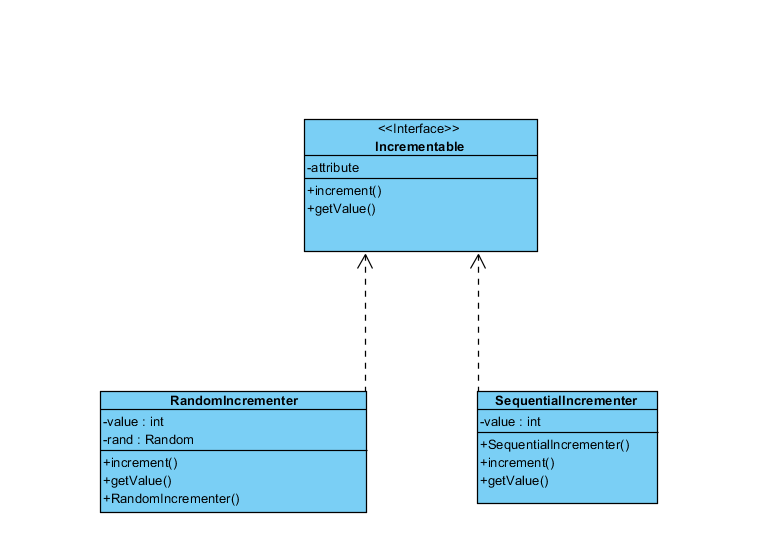 <<Interface>>
Incrementable
-attribute
+increment()
+getValue()
RandomIncrementer
-value : int
-rand : Random
+increment()
+getValue()
+RandomIncrementer()
SequentialIncrementer
-value : int
+SequentialIncrementer()
+increment()
+getValue()